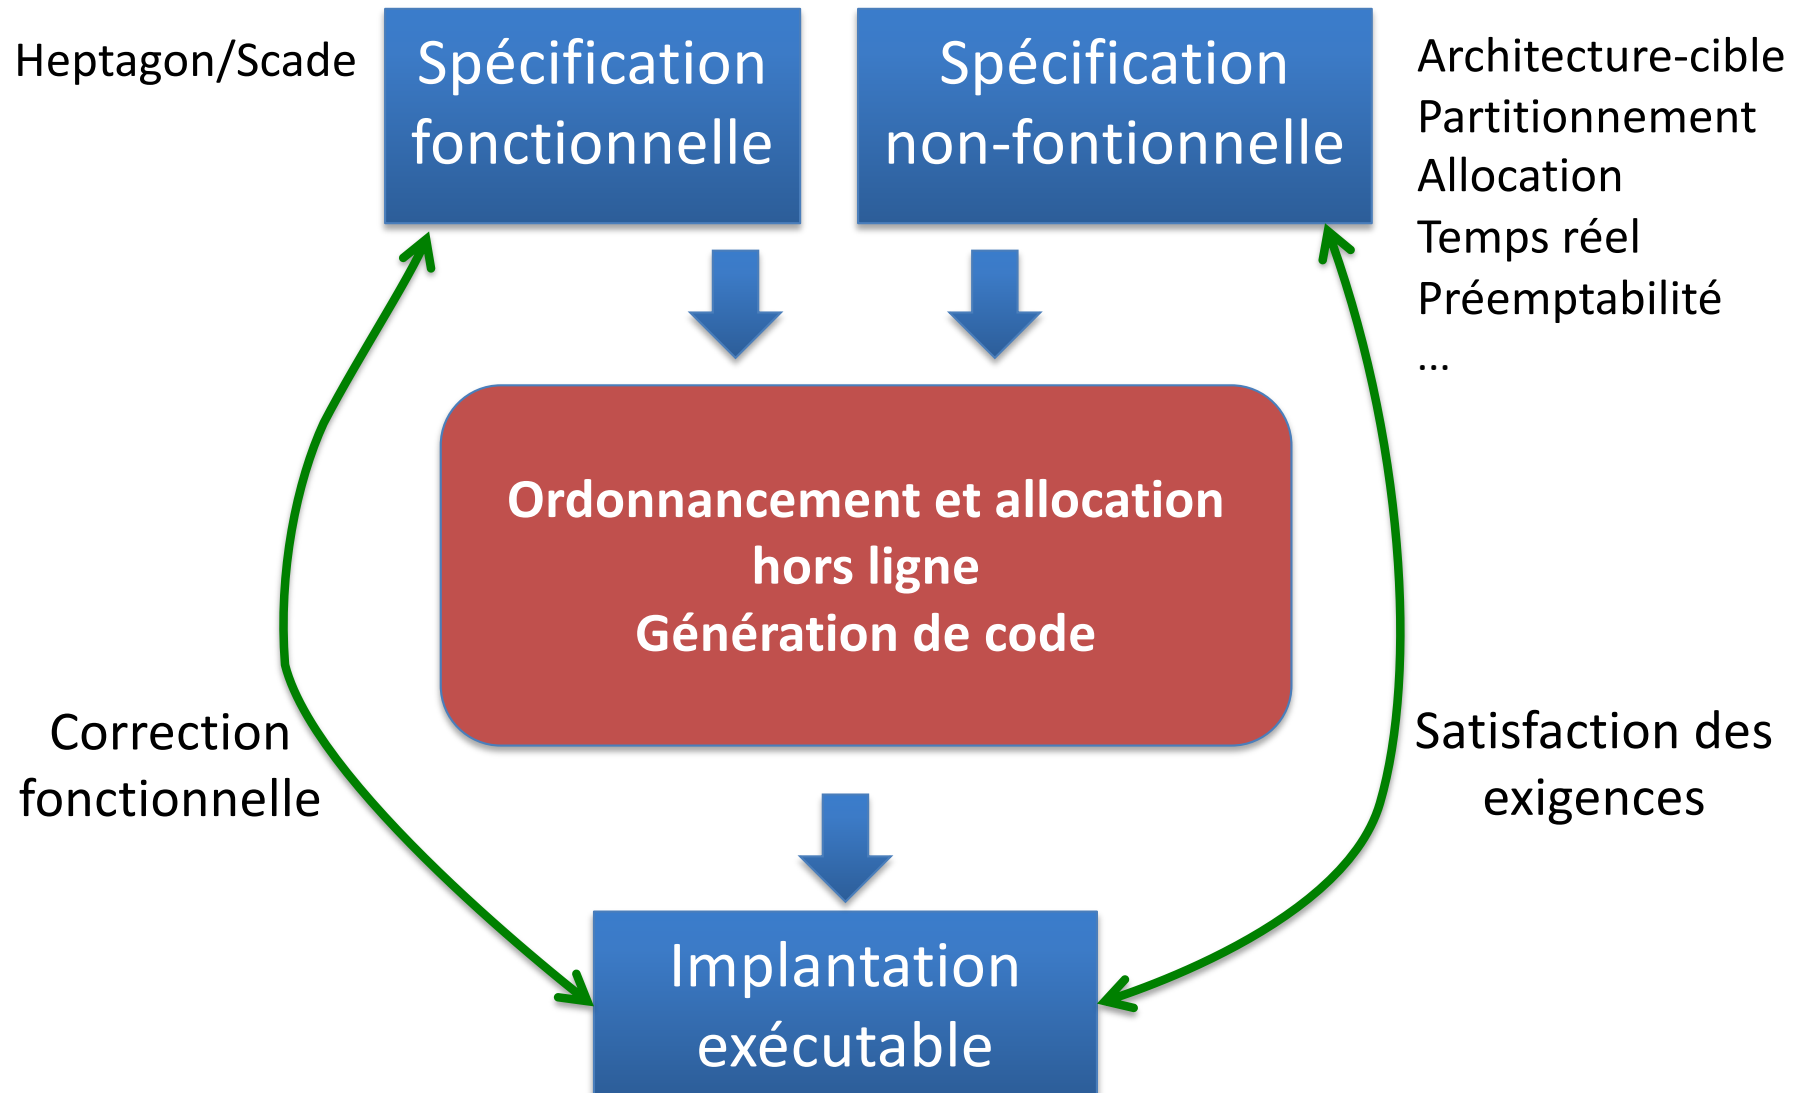 Heptagon/Scade
Spécification
fonctionnelle
Spécification
non-fontionnelle
Architecture-cible
Partitionnement
Allocation
Temps réel
Préemptabilité
...
Ordonnancement et allocation
hors ligne
Génération de code
Correction
fonctionnelle
Satisfaction des
exigences
Implantation
exécutable